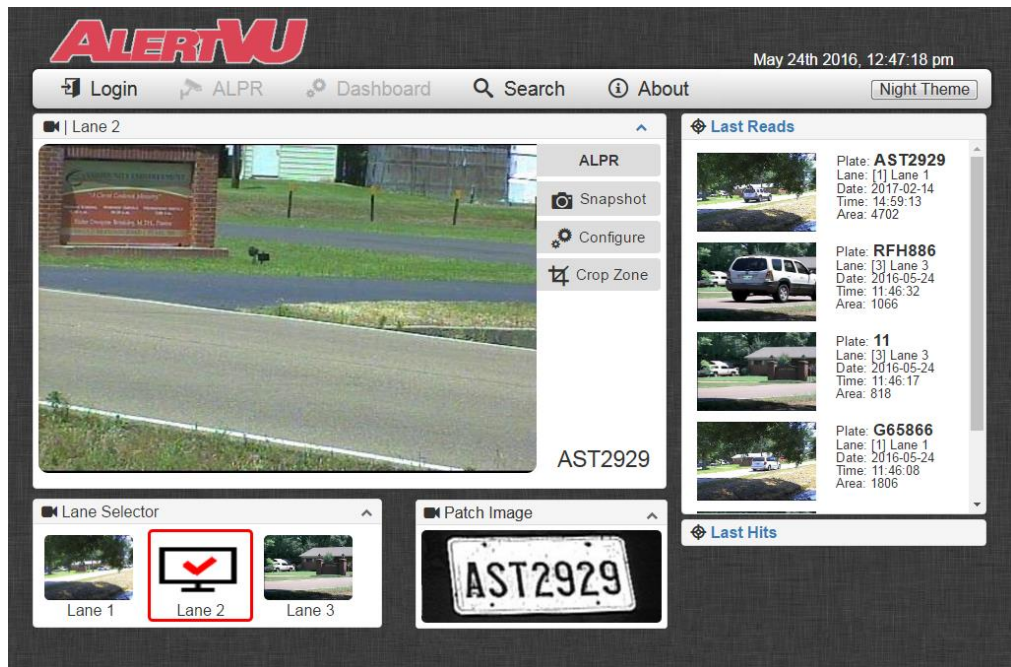 ALERTVU
May 24th 2016, 12:47:18 pm
Login ALPR Dashboard Search About Night Theme
| Lane 2
ALPR
Snapshot
Configure
Crop Zone
AST2929
Last Reads
Plate: AST2929
Lane: [1] Lane 1
Date: 2017-02-14
Time: 14:59:13
Area: 4702
Plate: RFH886
Lane: [3] Lane 3
Date: 2016-05-24
Time: 11:46:32
Area: 1066
Plate: 11
Lane: [3] Lane 3
Date: 2016-05-24
Time: 11:46:17
Area: 818
Plate: G65866
Lane: [1] Lane 1
Date: 2016-05-24
Time: 11:46:08
Area: 1806
Last Hits
Lane Selector
Lane 1 Lane 2 Lane 3
Patch Image
AST2929